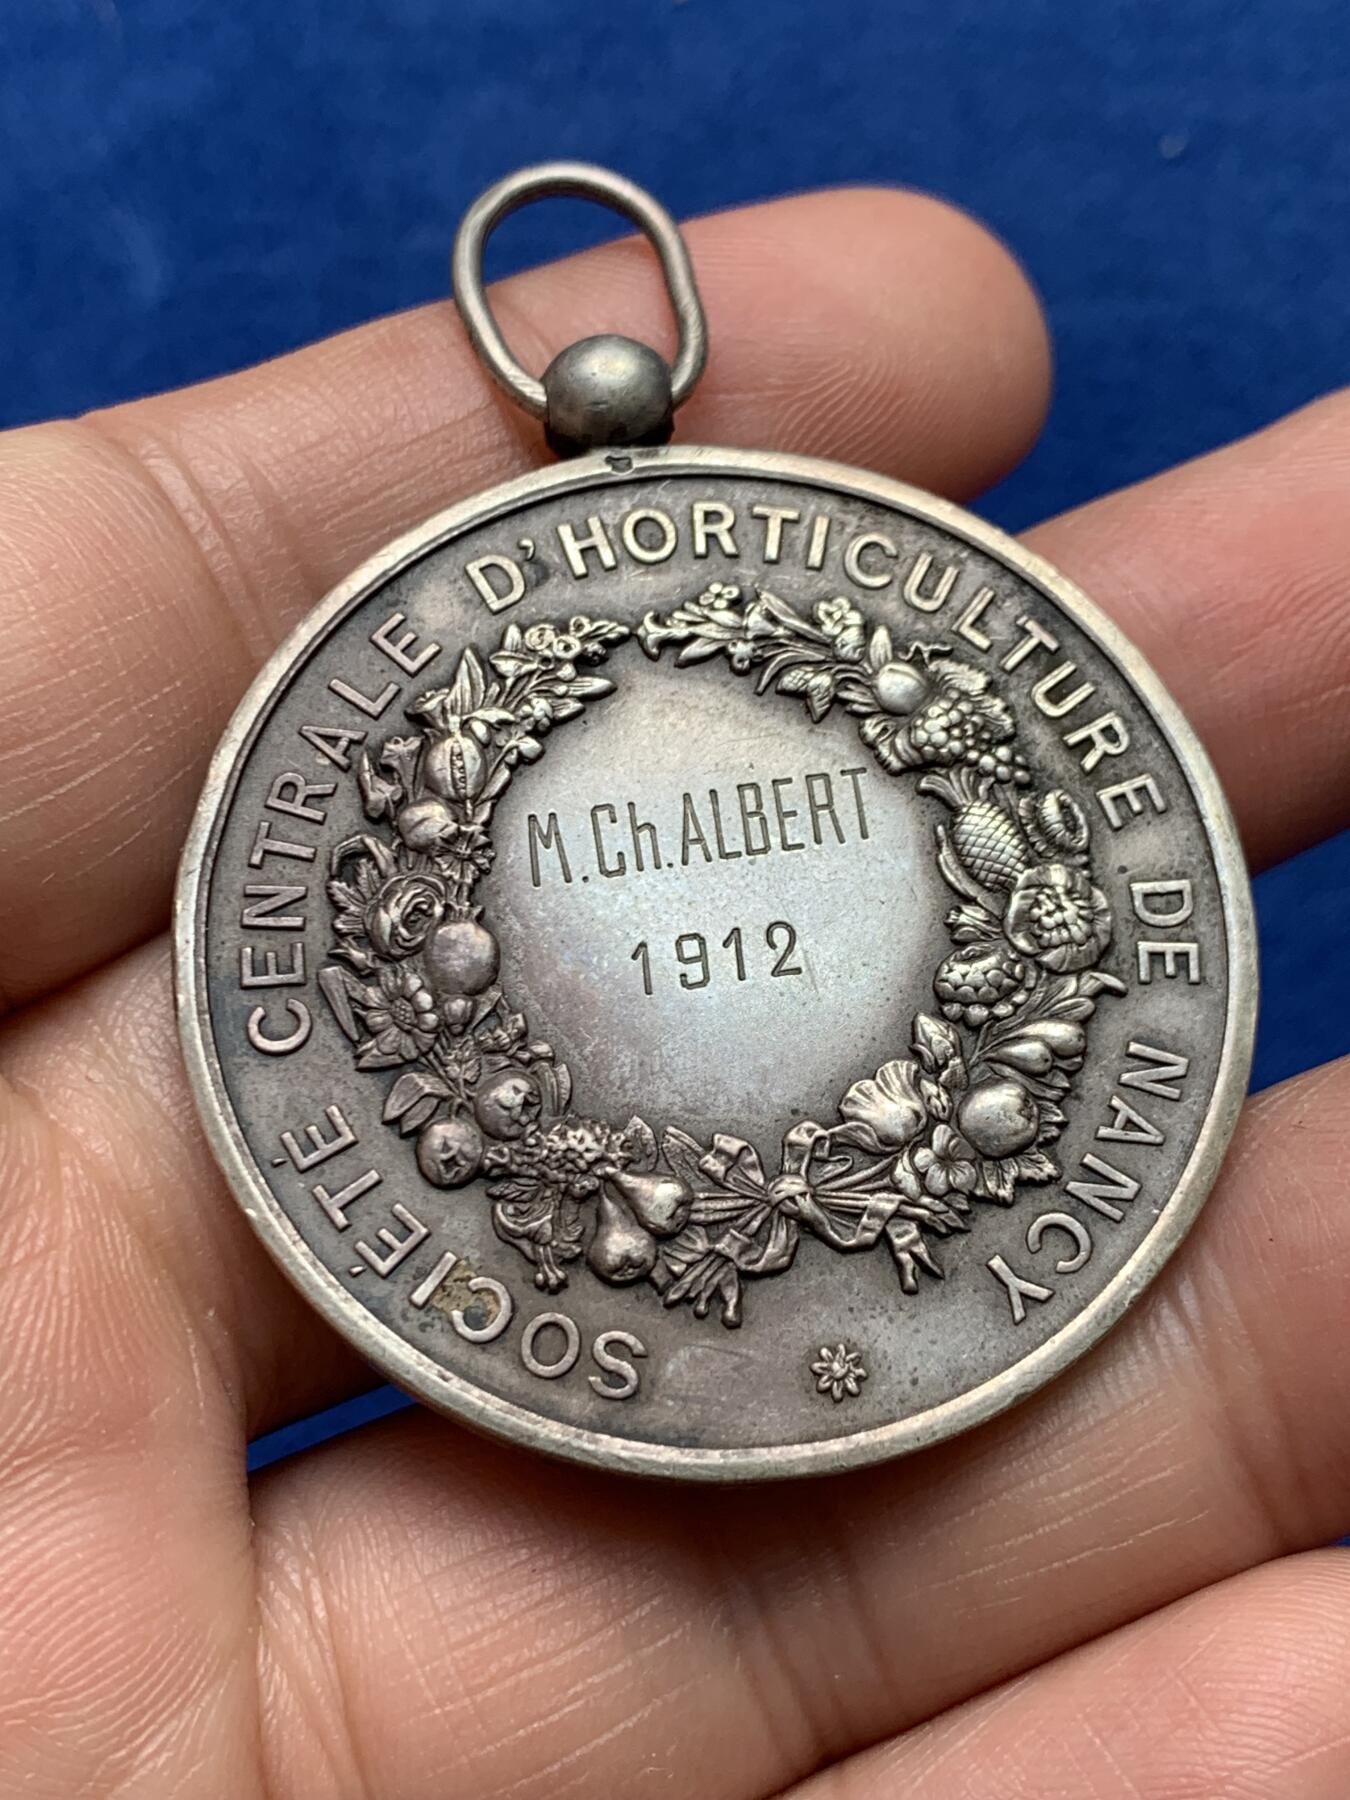 SOCIÉTÉ CENTRALE D'HORTICULTURE DE NANCY
M. Ch. ALBERT
1912